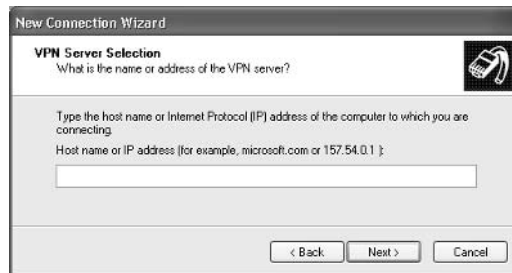 New Connection Wizard
VPN Server Selection
What is the name or address of the VPN server?
Type the host name or Internet Protocol (IP) address of the computer to which you are
connecting.
Host name or IP address (for example, microsoft.com or 157.54.0.1 ):
< Back
Next >
Cancel